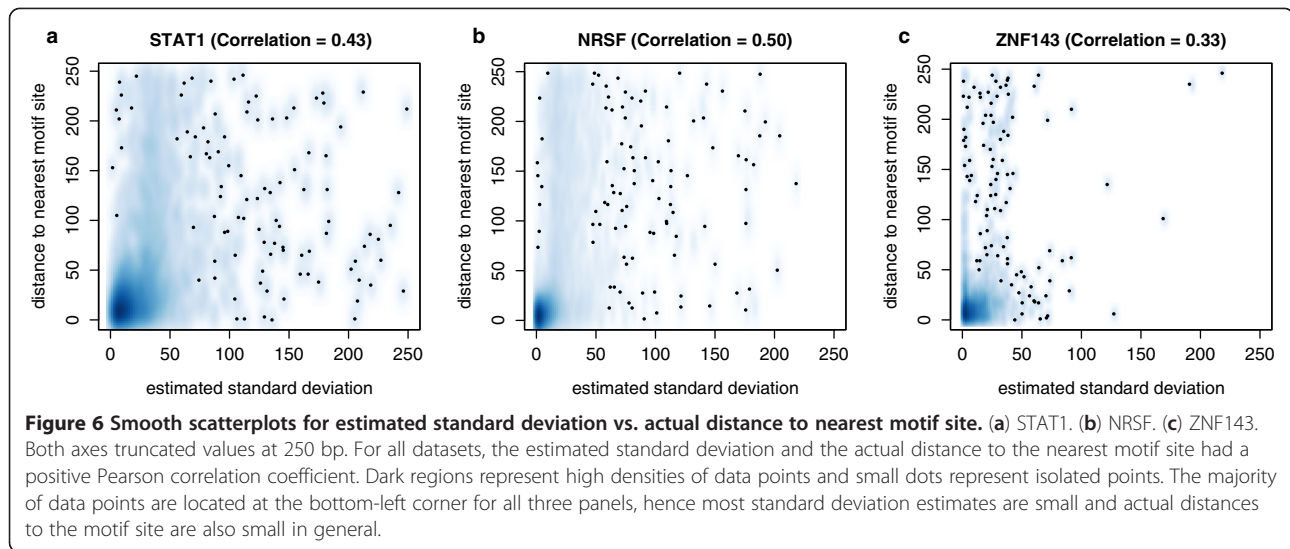 a
STAT1 (Correlation = 0.43)
distance to nearest motif site
0 50 100 150 200 250
0 50 100 150 200 250
estimated standard deviation
b
NRSF (Correlation = 0.50)
distance to nearest motif site
0 50 100 150 200 250
0 50 100 150 200 250
estimated standard deviation
c
ZNF143 (Correlation = 0.33)
distance to nearest motif site
0 50 100 150 200 250
0 50 100 150 200 250
estimated standard deviation
Figure 6 Smooth scatterplots for estimated standard deviation vs. actual distance to nearest motif site. (a) STAT1. (b) NRSF. (c) ZNF143.
Both axes truncated values at 250 bp. For all datasets, the estimated standard deviation and the actual distance to the nearest motif site had a
positive Pearson correlation coefficient. Dark regions represent high densities of data points and small dots represent isolated points. The majority
of data points are located at the bottom-left corner for all three panels, hence most standard deviation estimates are small and actual distances
to the motif site are also small in general.